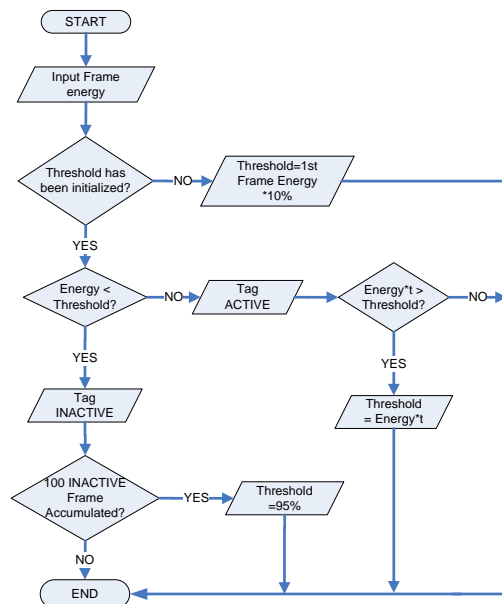 START
Input Frame
energy
Threshold has
been initialized?
NO
Threshold=1st
Frame Energy
*10%
YES
Energy <
Threshold?
NO
Tag
ACTIVE
Energy*t >
Threshold?
NO
YES
YES
Tag
INACTIVE
Threshold
= Energy*t
100 INACTIVE
Frame
Accumulated?
YES
Threshold
=95%
NO
END